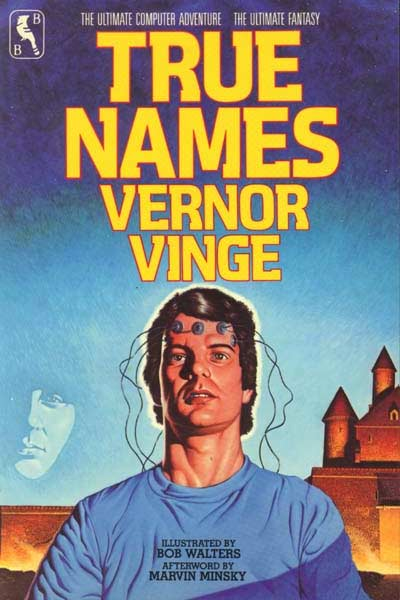 THE ULTIMATE COMPUTER ADVENTURE THE ULTIMATE FANTASY
B
B
TRUE
NAMES
VERNOR
VINGE
ILLUSTRATED BY
BOB WALTERS
AFTERWORD BY
MARVIN MINSKY